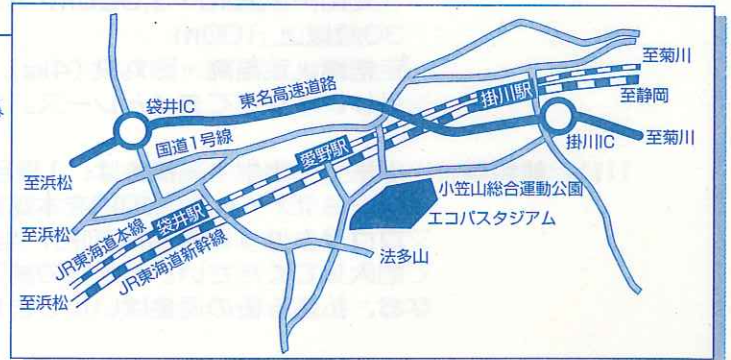 30
/100
至菊川
至静岡
掛川駅
東名高速道路
袋井IC
国道1号線
愛野駅
掛川IC
至菊川
小笠山総合運動公園
エコパスタジアム
至浜松
袋井駅
至浜松
JR東海道本線
JR東海道新幹線
法多山
至浜松